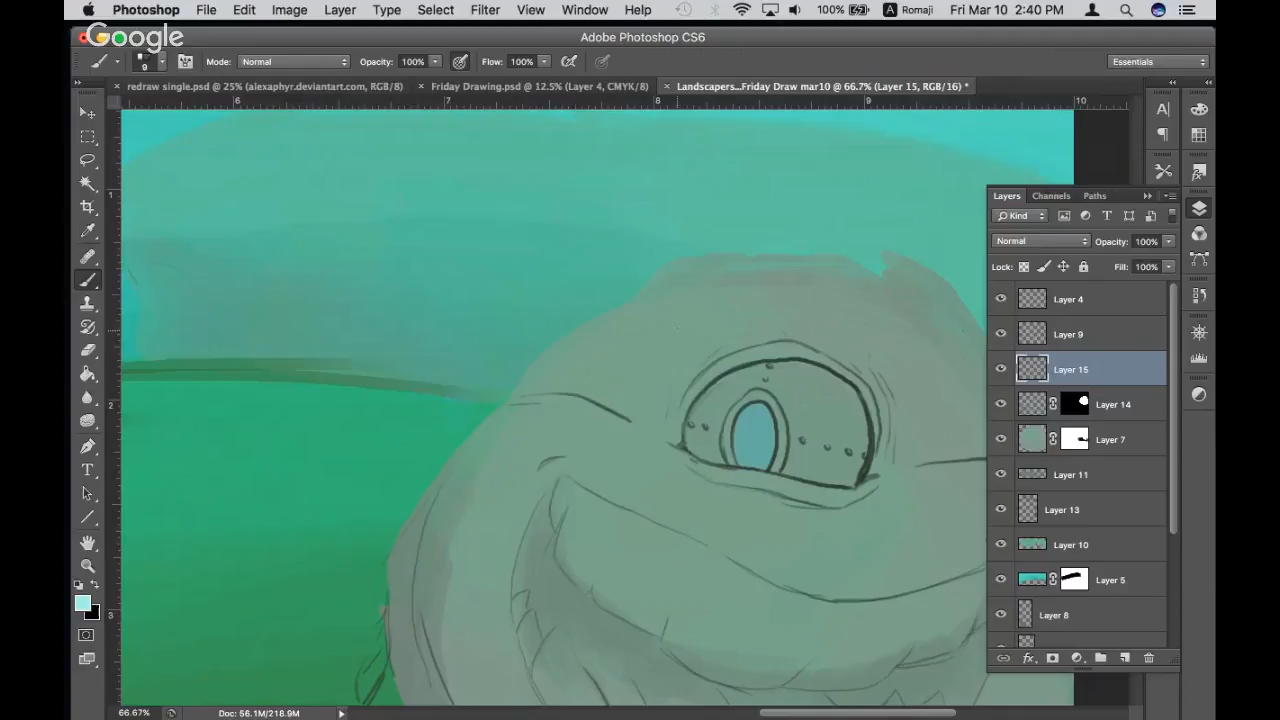 Photoshop File Edit Image Layer Type Select Filter View Window Help 100% A Romaji Fri Mar 10 2:40 PM
Google
Adobe Photoshop CS6
9 Mode: Normal Opacity: 100% Flow: 100% Essentials
redraw single.psd @ 25% (alexaphyr.deviantart.com, RGB/8) Friday Drawing.psd @ 12.5% (Layer 4, CMYK/8) Landscapers...Friday Draw mar10 @ 66.7% (Layer 15, RGB/16) *
6 7 8 9 10
1
2
3
Layers Channels Paths
Kind
Normal Opacity: 100%
Lock: Fill: 100%
Layer 4
Layer 9
Layer 15
Layer 14
Layer 7
Layer 11
Layer 13
Layer 10
Layer 5
Layer 8
66.67% Doc: 56.1M/218.9M